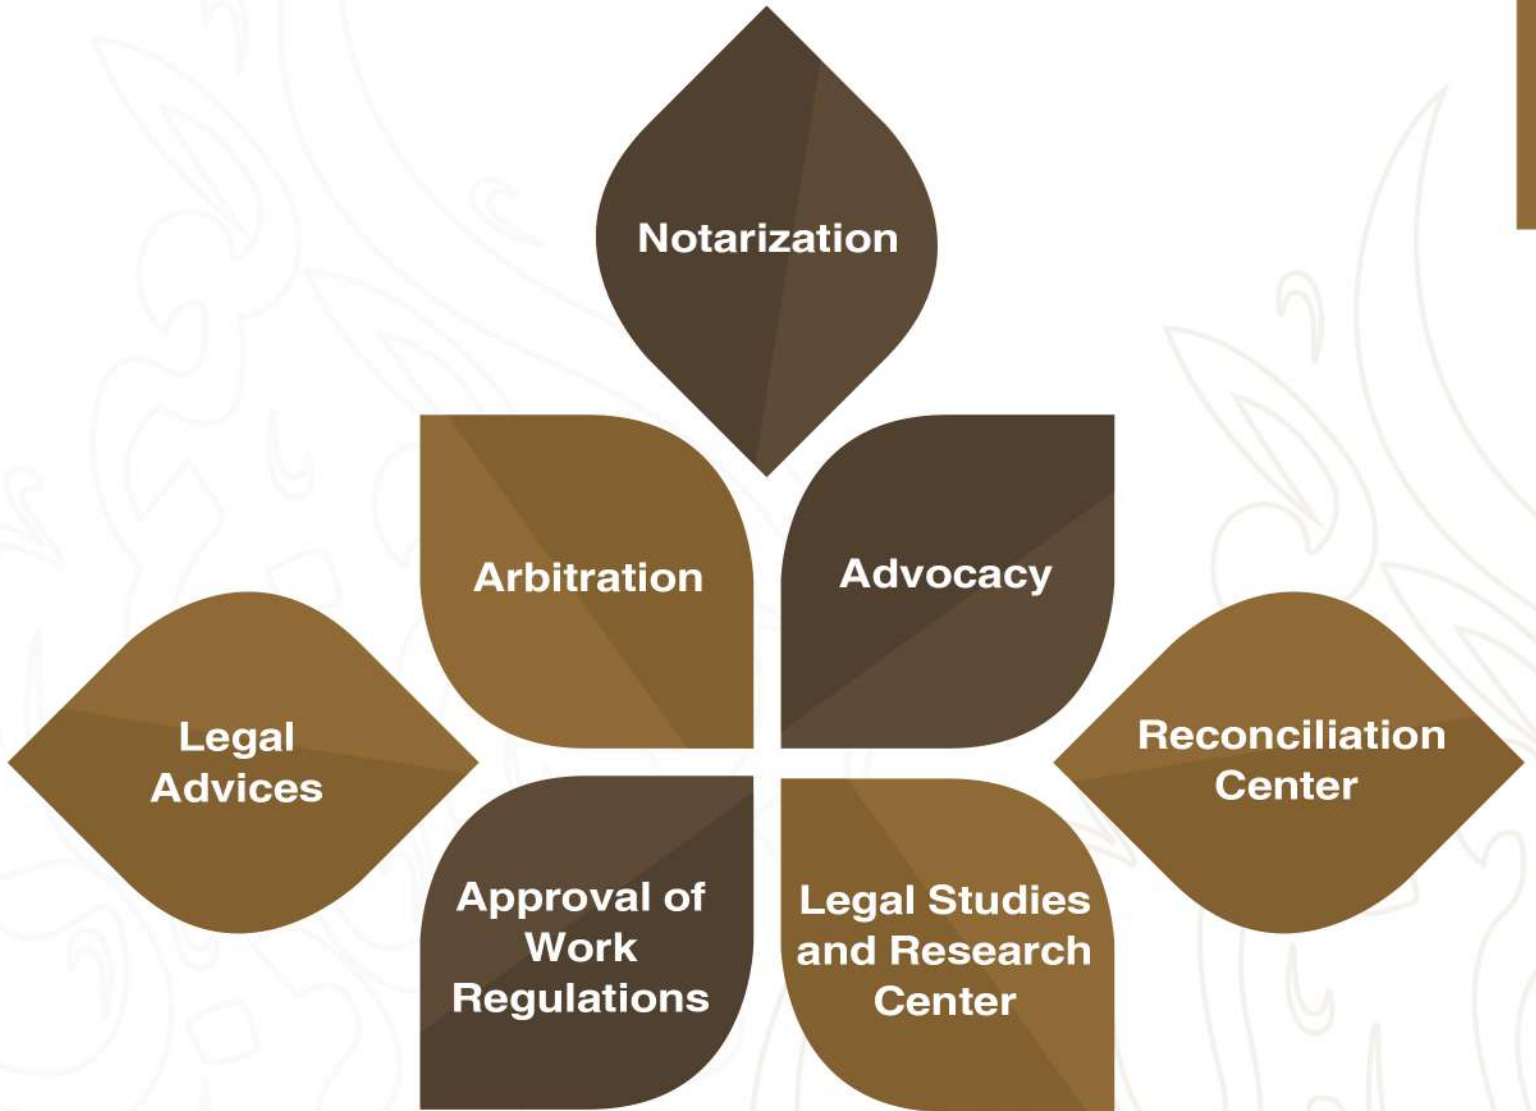 Notarization
Arbitration
Advocacy
Legal
Advices
Reconciliation
Center
Approval of
Work
Regulations
Legal Studies
and Research
Center